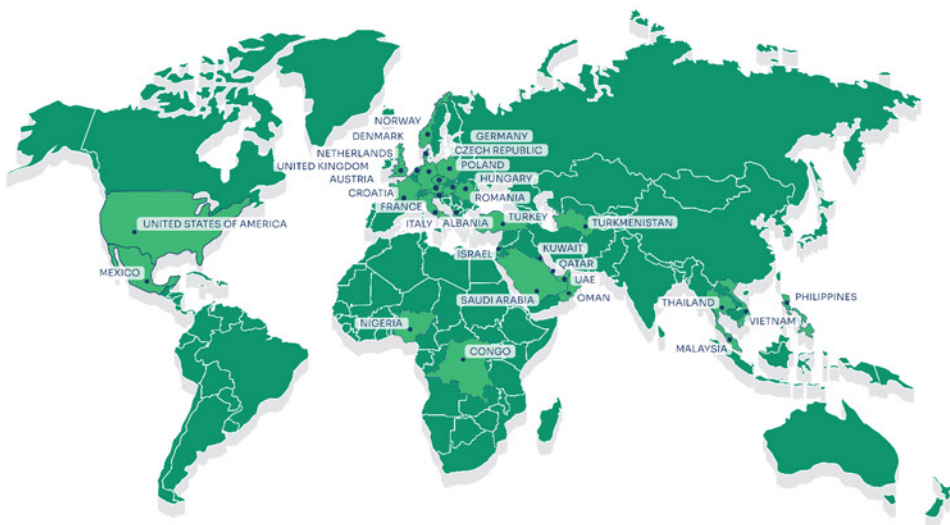 NORWAY
DENMARK
GERMANY
NETHERLANDS
CZECH REPUBLIC
UNITED KINGDOM
POLAND
AUSTRIA
HUNGARY
CROATIA
ROMANIA
FRANCE
ITALY
ALBANIA
TURKEY
TURKMENISTAN
UNITED STATES OF AMERICA
ISRAEL
KUWAIT
QATAR
MEXICO
UAE
SAUDI ARABIA
OMAN
THAILAND
PHILIPPINES
NIGERIA
VIETNAM
MALAYSIA
CONGO